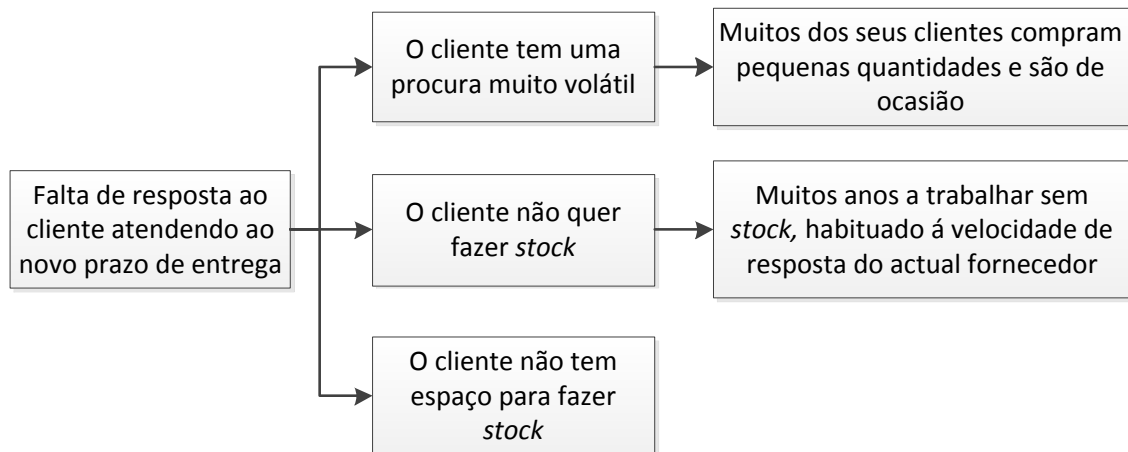 O cliente tem uma
procura muito volátil
Muitos dos seus clientes compram
pequenas quantidades e são de
ocasião
Falta de resposta ao
cliente atendendo ao
novo prazo de entrega
O cliente não quer
fazer stock
Muitos anos a trabalhar sem
stock, habituado á velocidade de
resposta do actual fornecedor
O cliente não tem
espaço para fazer
stock